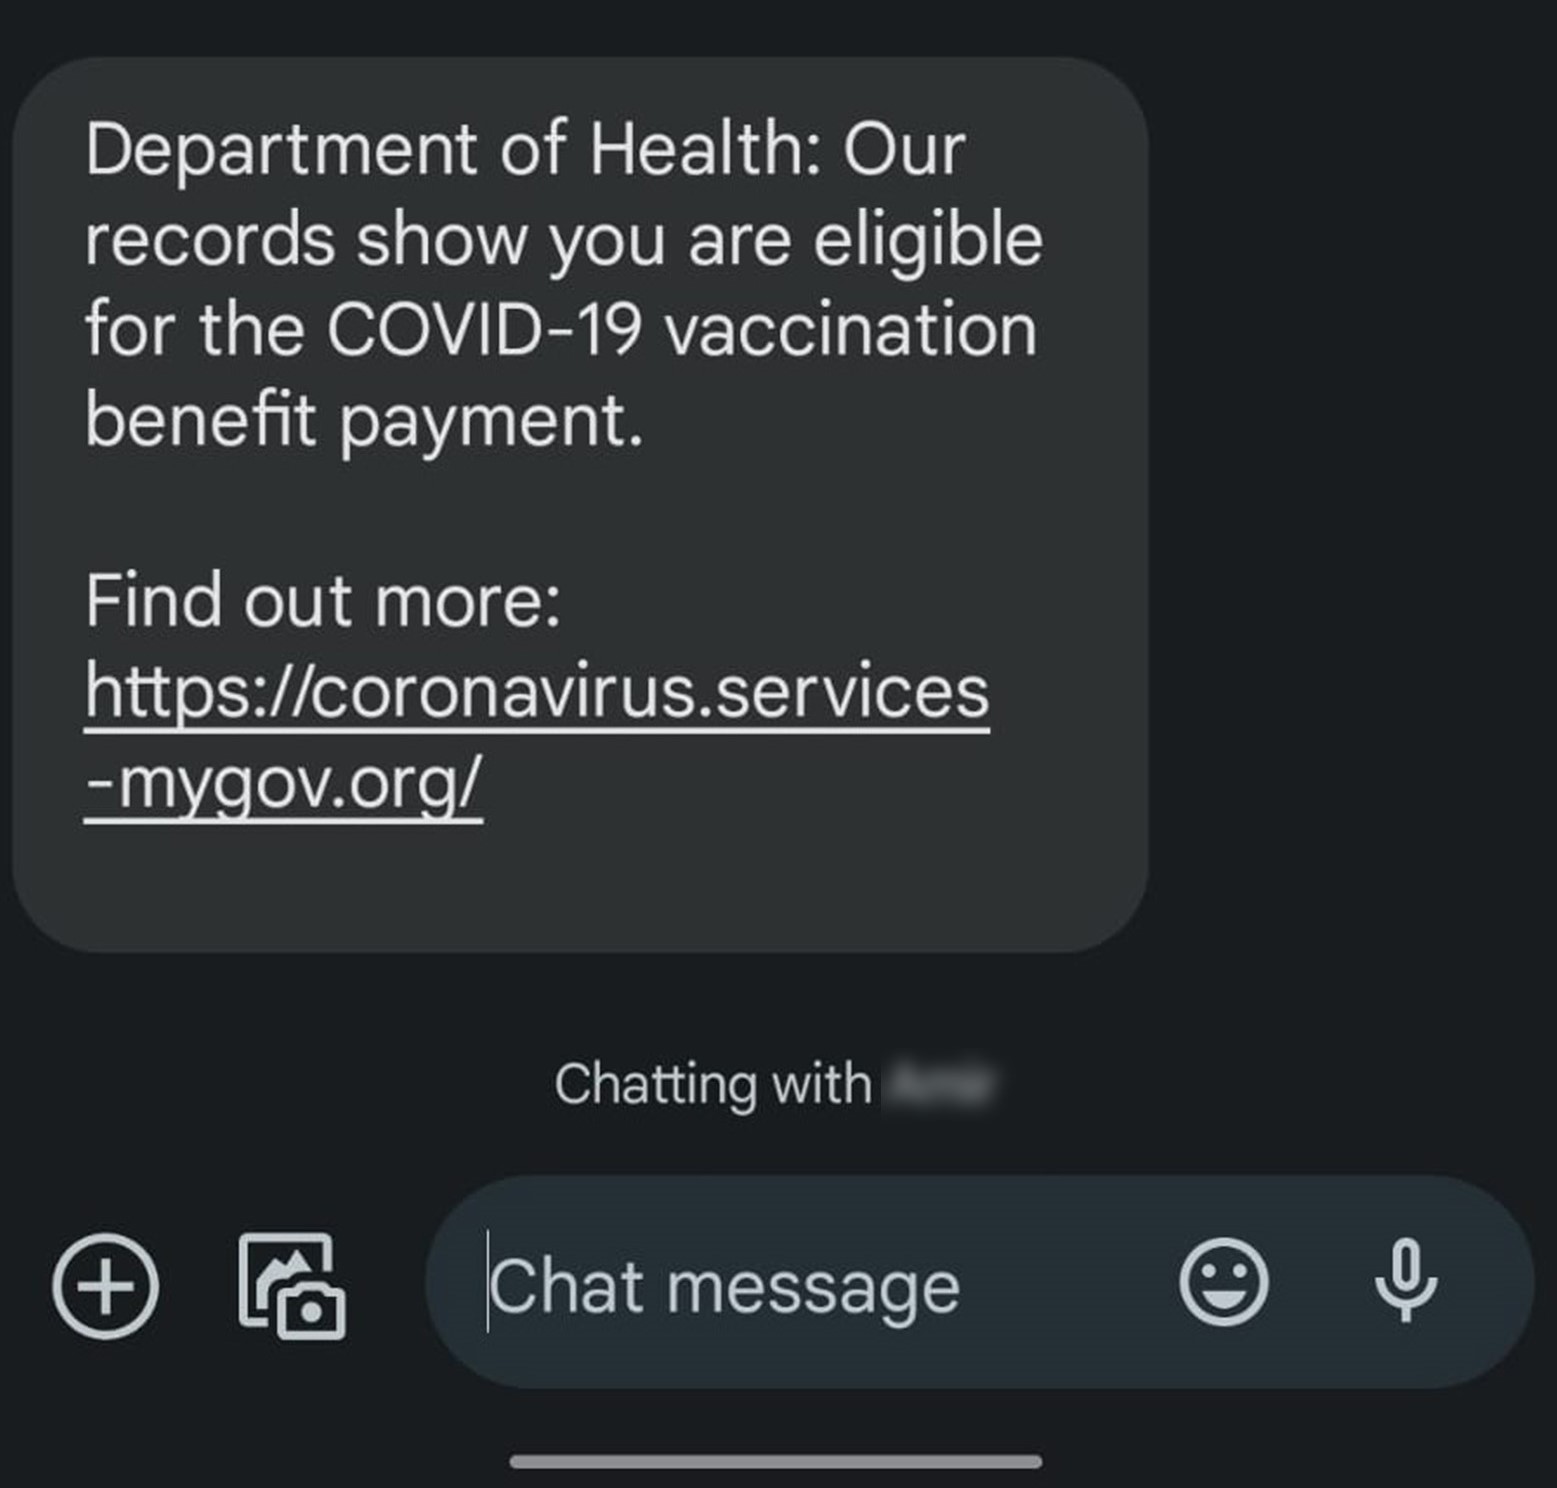 Department of Health: Our
records show you are eligible
for the COVID-19 vaccination
benefit payment.
Find out more:
https://coronavirus.services
-mygov.org/
Chatting with
Chat message